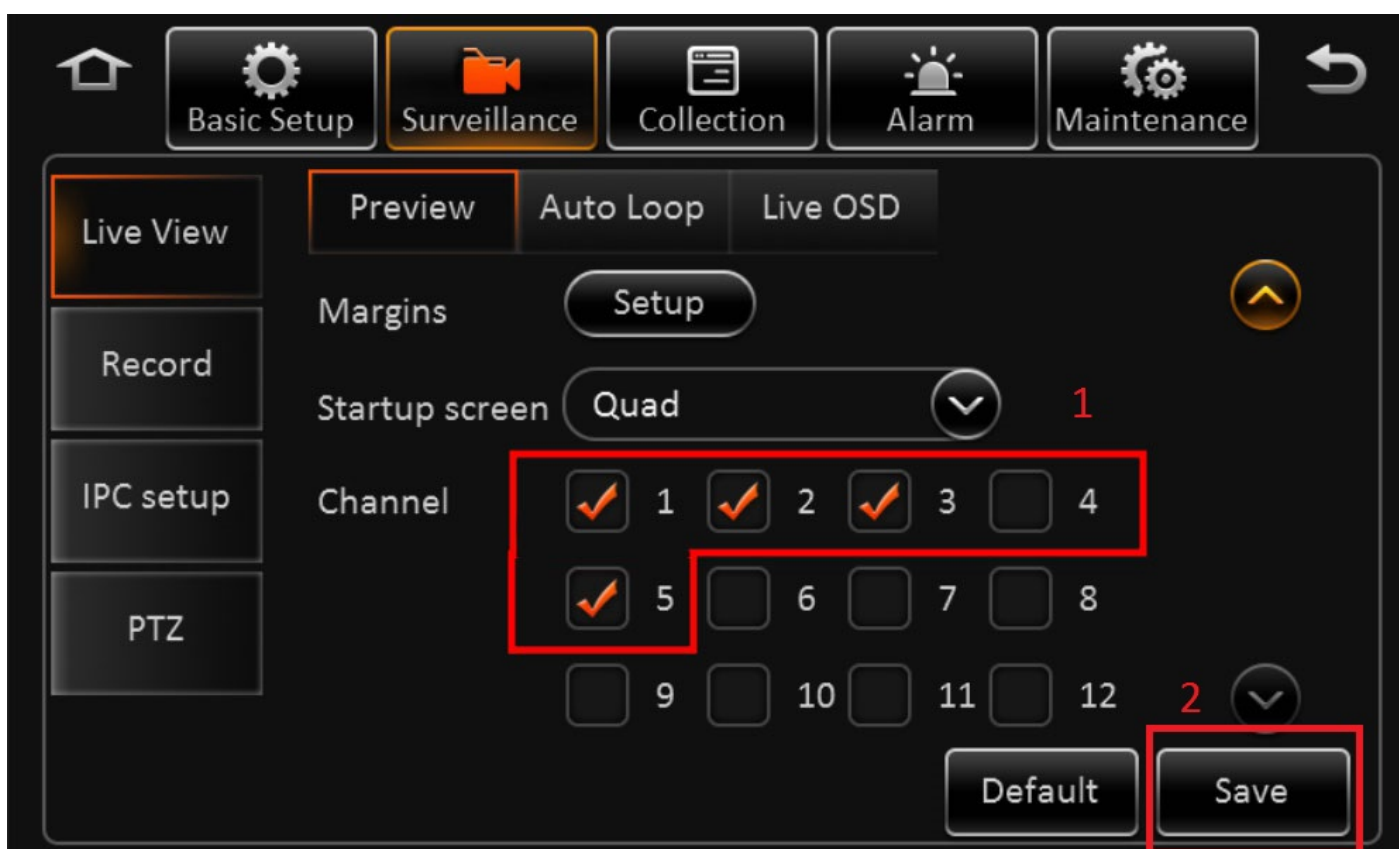 Basic Setup
Surveillance
Collection
Alarm
Maintenance
Live View
Record
IPC setup
PTZ
Preview
Auto Loop
Live OSD
Margins
Setup
Startup screen
Quad
1
Channel
1 2 3 4
5 6 7 8
9 10 11 12
2
Default
Save